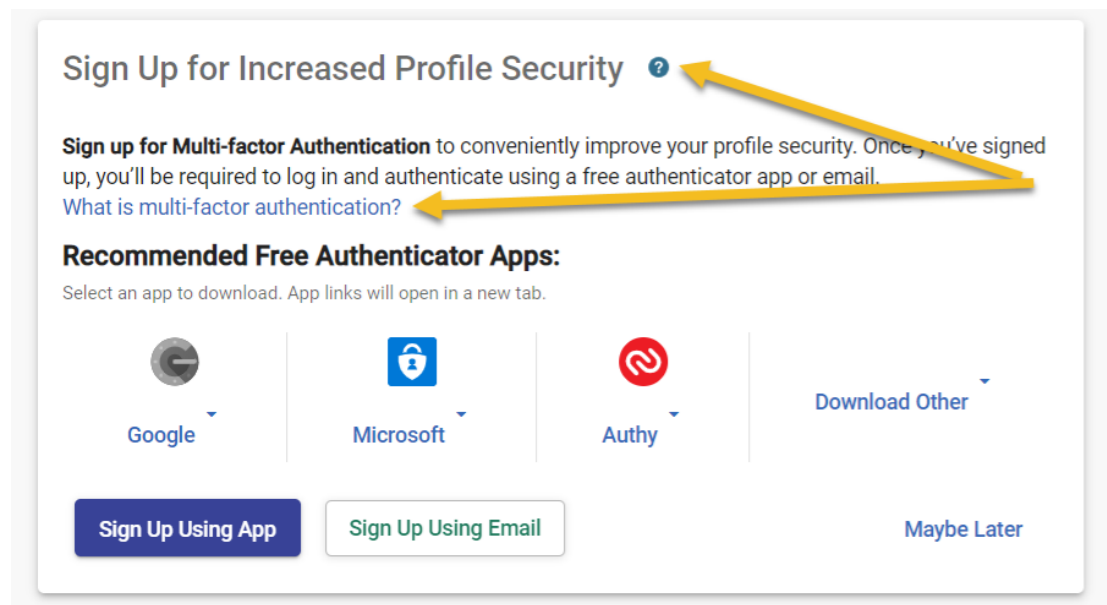 Sign Up for Increased Profile Security ?
Sign up for Multi-factor Authentication to conveniently improve your profile security. Once you've signed
up, you'll be required to log in and authenticate using a free authenticator app or email.
What is multi-factor authentication?
Recommended Free Authenticator Apps:
Select an app to download. App links will open in a new tab.
Google
Microsoft
Authy
Download Other
Sign Up Using App
Sign Up Using Email
Maybe Later